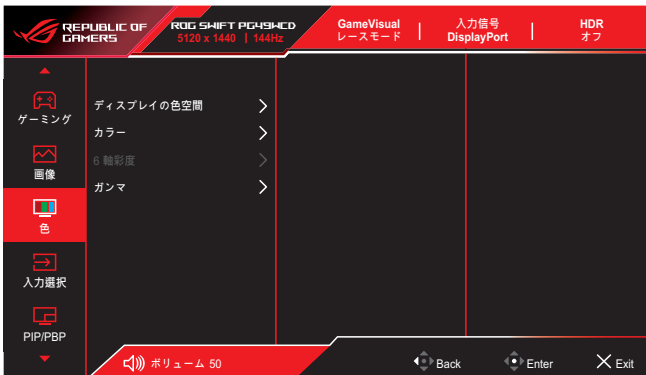 REPUBLIC OF
GAMERS
ROG SWIFT PG49WCD
5120 x 1440 | 144Hz
GameVisual
レースモード
入力信号
DisplayPort
HDR
オフ
ゲーミング
画像
色
入力選択
PIP/PBP
ディスプレイの色空間
カラー
6 軸彩度
ガンマ
ボリューム 50
Back
Enter
Exit